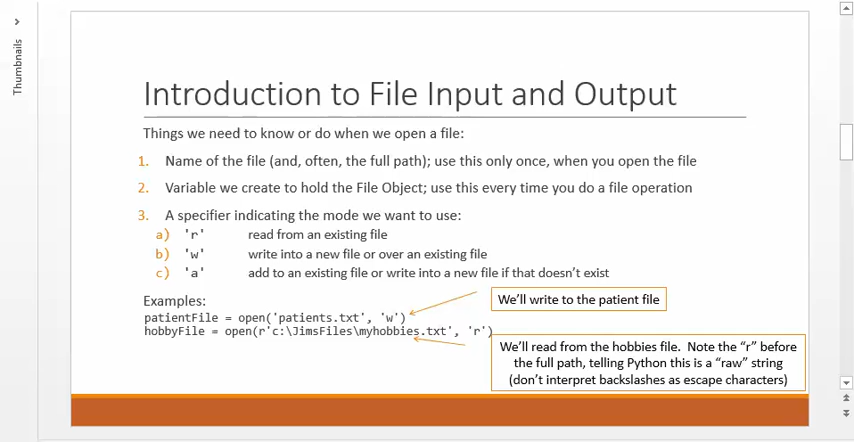 Thumbnails
Introduction to File Input and Output
Things we need to know or do when we open a file:
1. Name of the file (and, often, the full path); use this only once, when you open the file
2. Variable we create to hold the File Object; use this every time you do a file operation
3. A specifier indicating the mode we want to use:
a) 'r' read from an existing file
b) 'w' write into a new file or over an existing file
c) 'a' add to an existing file or write into a new file if that doesn't exist
Examples:
patientFile = open('patients.txt', 'w')
hobbyFile = open(r'c:\JimsFiles\myhobbies.txt', 'r')
We'll write to the patient file
We'll read from the hobbies file. Note the “r” before
the full path, telling Python this is a “raw” string
(don't interpret backslashes as escape characters)